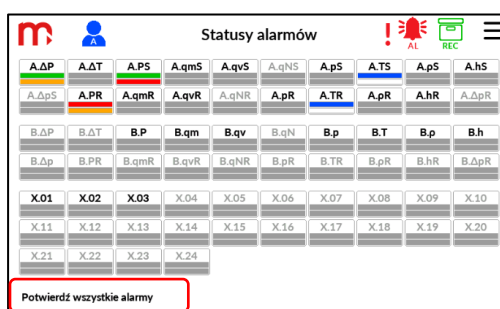 m A Statusy alarmów ! AL REC
A.ΔP A.ΔT A.PS A.qmS A.qvS A.qNS A.pS A.TS A.ρS A.hS
A.ΔpS A.PR A.qmR A.qvR A.qNR A.pR A.TR A.ρR A.hR A.ΔpR
B.ΔP B.ΔT B.P B.qm B.qv B.qN B.p B.T B.ρ B.h
B.Δp B.PR B.qmR B.qvR B.qNR B.pR B.TR B.ρR B.hR B.ΔpR
X.01 X.02 X.03 X.04 X.05 X.06 X.07 X.08 X.09 X.10
X.11 X.12 X.13 X.14 X.15 X.16 X.17 X.18 X.19 X.20
X.21 X.22 X.23 X.24
Potwierdź wszystkie alarmy